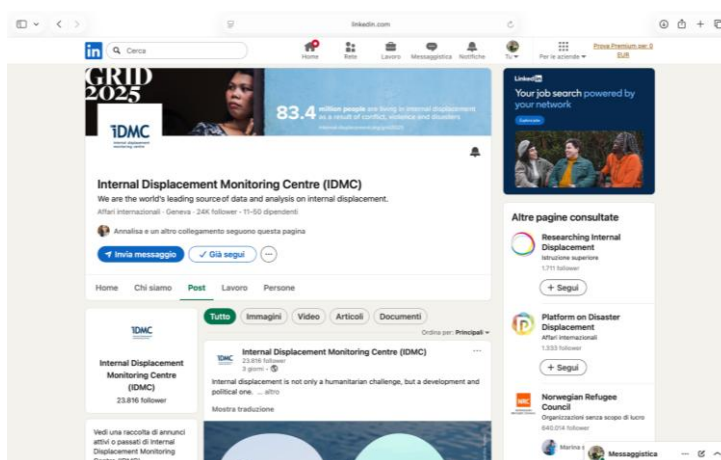 linkedin.com
in
Cerca
Home
Rete
Lavoro
Messaggistica
Notifiche
Tu
Per le aziende
Prova Premium per 0
EUR
GRID
2025
IDMC
internal displacement
monitoring centre
83.4 million people are living in internal displacement
as a result of conflict, violence and disasters
Internal Displacement Monitoring Centre (IDMC)
We are the world's leading source of data and analysis on internal displacement.
Affari internazionali · Geneva · 24K follower · 11-50 dipendenti
Annalisa e un altro collegamento seguono questa pagina
Invia messaggio
Già segui
Home
Chi siamo
Post
Lavoro
Persone
IDMC
Internal Displacement
Monitoring Centre
(IDMC)
23.816 follower
Vedi una raccolta di annunci
attivi o passati di Internal
Displacement Monitoring
Tutto
Immagini
Video
Articoli
Documenti
Ordina per: Principali
IDMC
Internal Displacement Monitoring Centre (IDMC)
23.816 follower
3 giorni
Internal displacement is not only a humanitarian challenge, but a development and
political one. ... altro
Mostra traduzione
Linked in
Your job search powered by
your network
Altre pagine consultate
Researching Internal
Displacement
Istruzione superiore
1.711 follower
+ Segui
Platform on Disaster
Displacement
Affari internazionali
1.333 follower
+ Segui
NRC
Norwegian Refugee
Council
Organizzazioni senza scopo di lucro
640.014 follower
Marina
Messaggistica